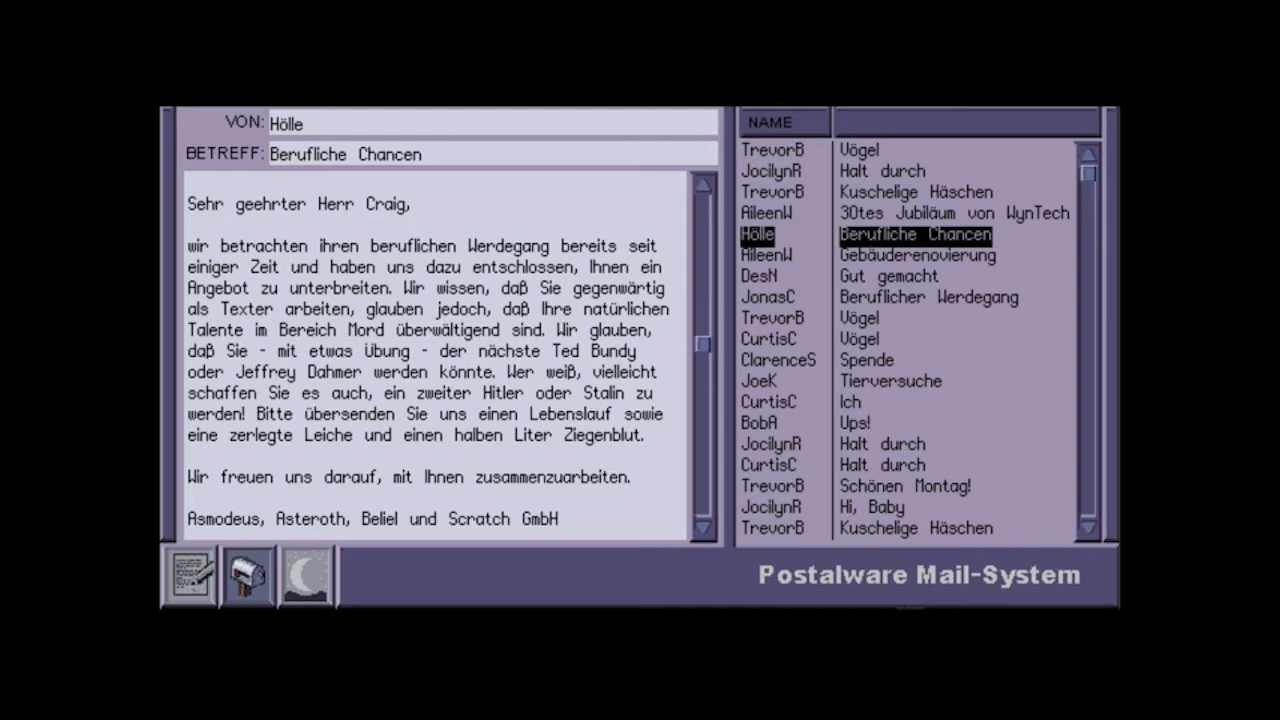 VON: Hölle
BETREFF: Berufliche Chancen
Sehr geehrter Herr Craig,
wir betrachten ihren beruflichen Werdegang bereits seit
einiger Zeit und haben uns dazu entschlossen, Ihnen ein
Angebot zu unterbreiten. Wir wissen, daß Sie gegenwärtig
als Texter arbeiten, glauben jedoch, daß Ihre natürlichen
Talente im Bereich Mord überwältigend sind. Wir glauben,
daß Sie - mit etwas Übung - der nächste Ted Bundy
oder Jeffrey Dahmer werden könnte. Wer weiß, vielleicht
schaffen Sie es auch, ein zweiter Hitler oder Stalin zu
werden! Bitte übersenden Sie uns einen Lebenslauf sowie
eine zerlegte Leiche und einen halben Liter Ziegenblut.
Wir freuen uns darauf, mit Ihnen zusammenzuarbeiten.
Asmodeus, Asteroth, Beliel und Scratch GmbH
NAME
TrevorB Vögel
JocilynR Halt durch
TrevorB Kuschelige Häschen
AileenW 30tes Jubiläum von WynTech
Hölle Berufliche Chancen
AileenW Gebäuderenovierung
DesN Gut gemacht
JonasC Beruflicher Werdegang
TrevorB Vögel
CurtisC Vögel
ClarenceS Spende
JoeK Tierversuche
CurtisC Ich
BobA Ups!
JocilynR Halt durch
CurtisC Halt durch
TrevorB Schönen Montag!
JocilynR Hi, Baby
TrevorB Kuschelige Häschen
Postalware Mail-System